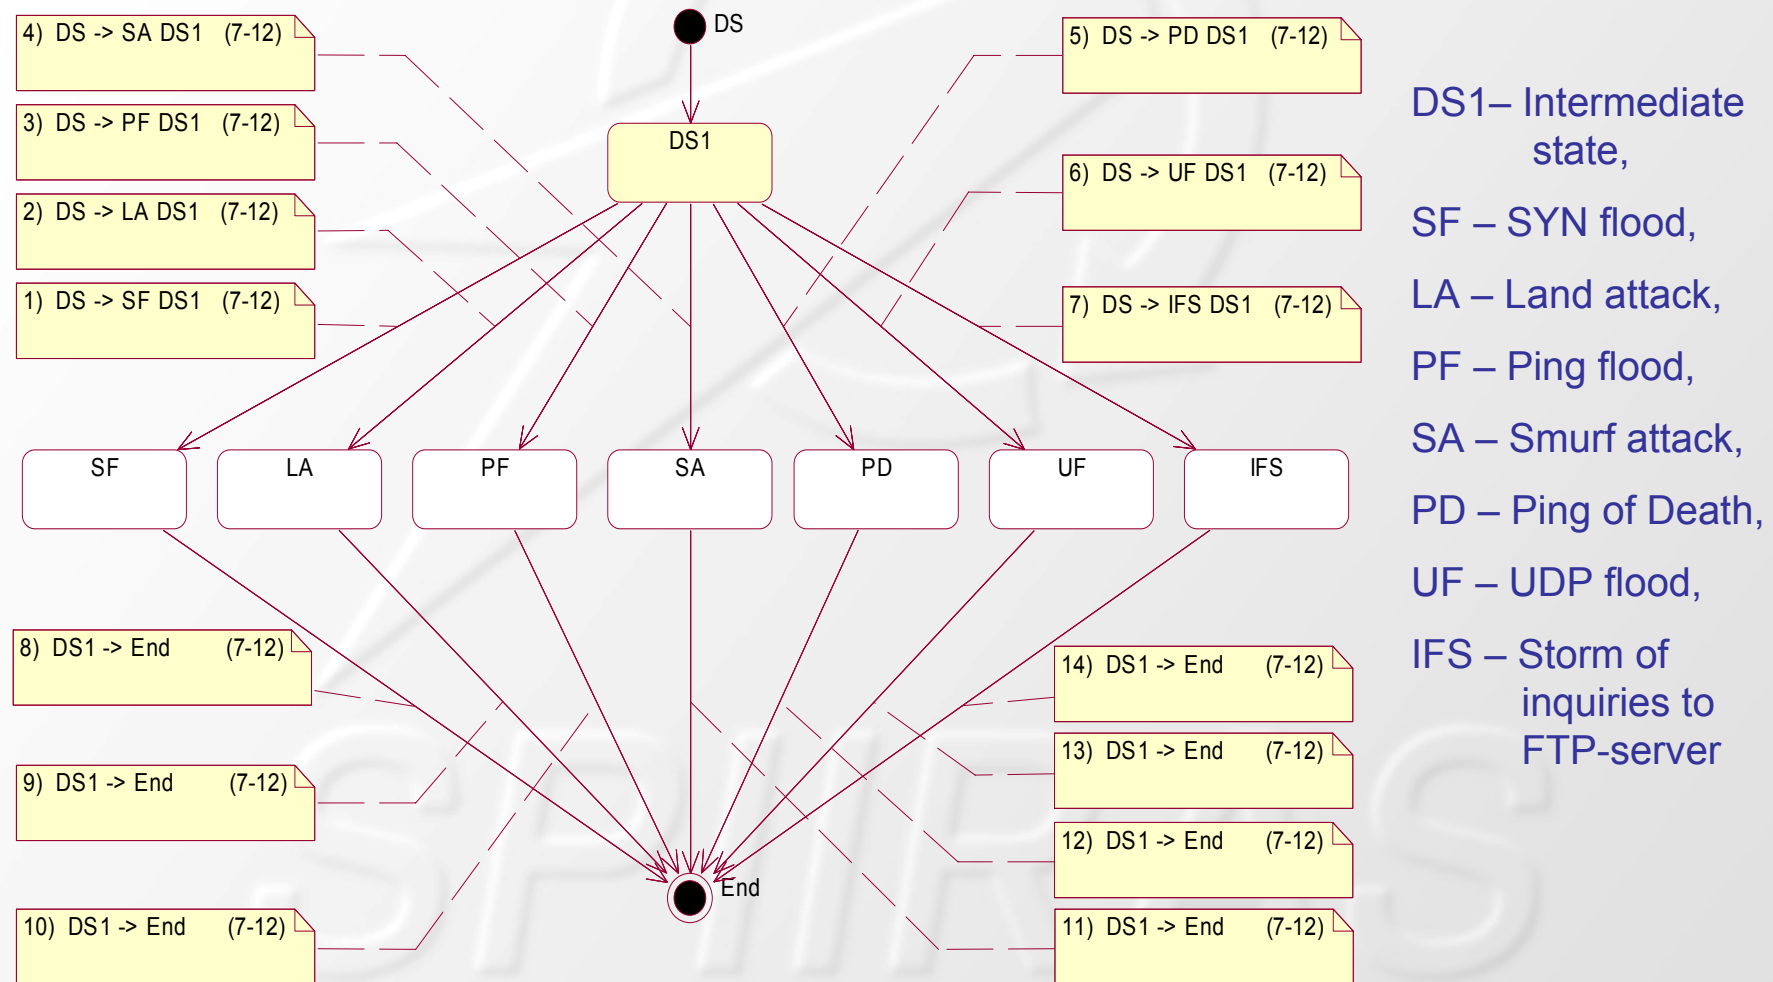 DS
4) DS -> SA DS1 (7-12)
3) DS -> PF DS1 (7-12)
2) DS -> LA DS1 (7-12)
1) DS -> SF DS1 (7-12)
DS1
5) DS -> PD DS1 (7-12)
6) DS -> UF DS1 (7-12)
7) DS -> IFS DS1 (7-12)
SF
LA
PF
SA
PD
UF
IFS
8) DS1 -> End (7-12)
9) DS1 -> End (7-12)
10) DS1 -> End (7-12)
14) DS1 -> End (7-12)
13) DS1 -> End (7-12)
12) DS1 -> End (7-12)
11) DS1 -> End (7-12)
End
DS1– Intermediate
state,
SF – SYN flood,
LA – Land attack,
PF – Ping flood,
SA – Smurf attack,
PD – Ping of Death,
UF – UDP flood,
IFS – Storm of
inquiries to
FTP-server
SPIIRAS